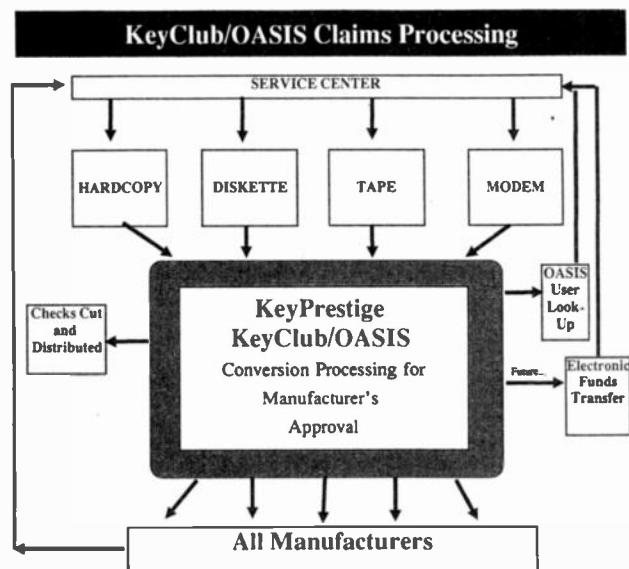 KeyClub/OASIS Claims Processing
SERVICE CENTER
HARDCOPY
DISKETTE
TAPE
MODEM
KeyPrestige
KeyClub/OASIS
Conversion Processing for
Manufacturer's
Approval
Checks Cut
and
Distributed
OASIS
User
Look-
Up
Future...
Electronic
Funds
Transfer
All Manufacturers